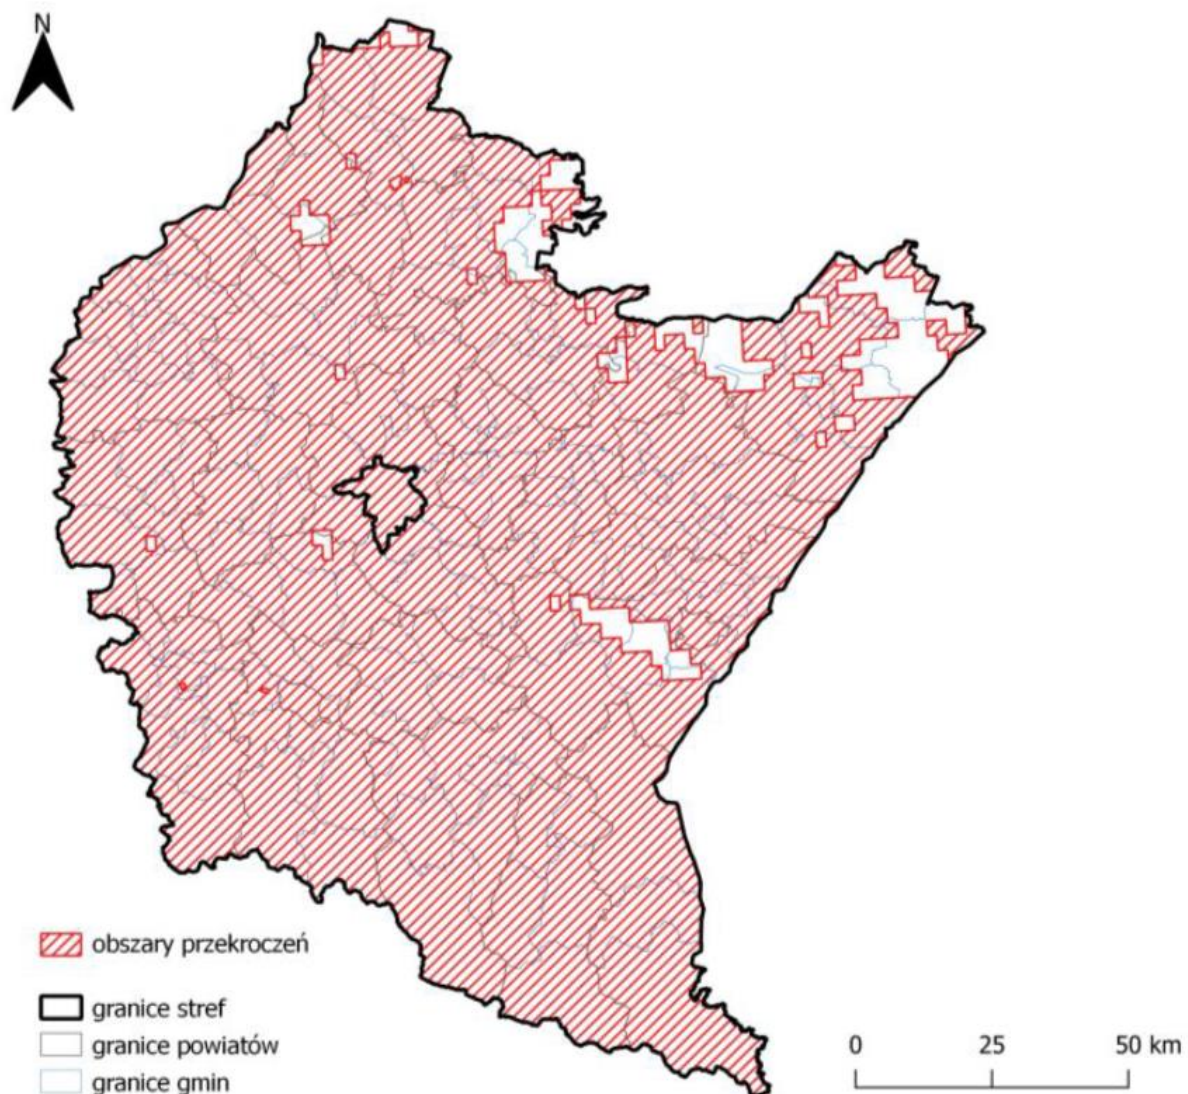 N
obszary przekroczeń
granice stref
granice powiatów
granice gmin
0 25 50 km